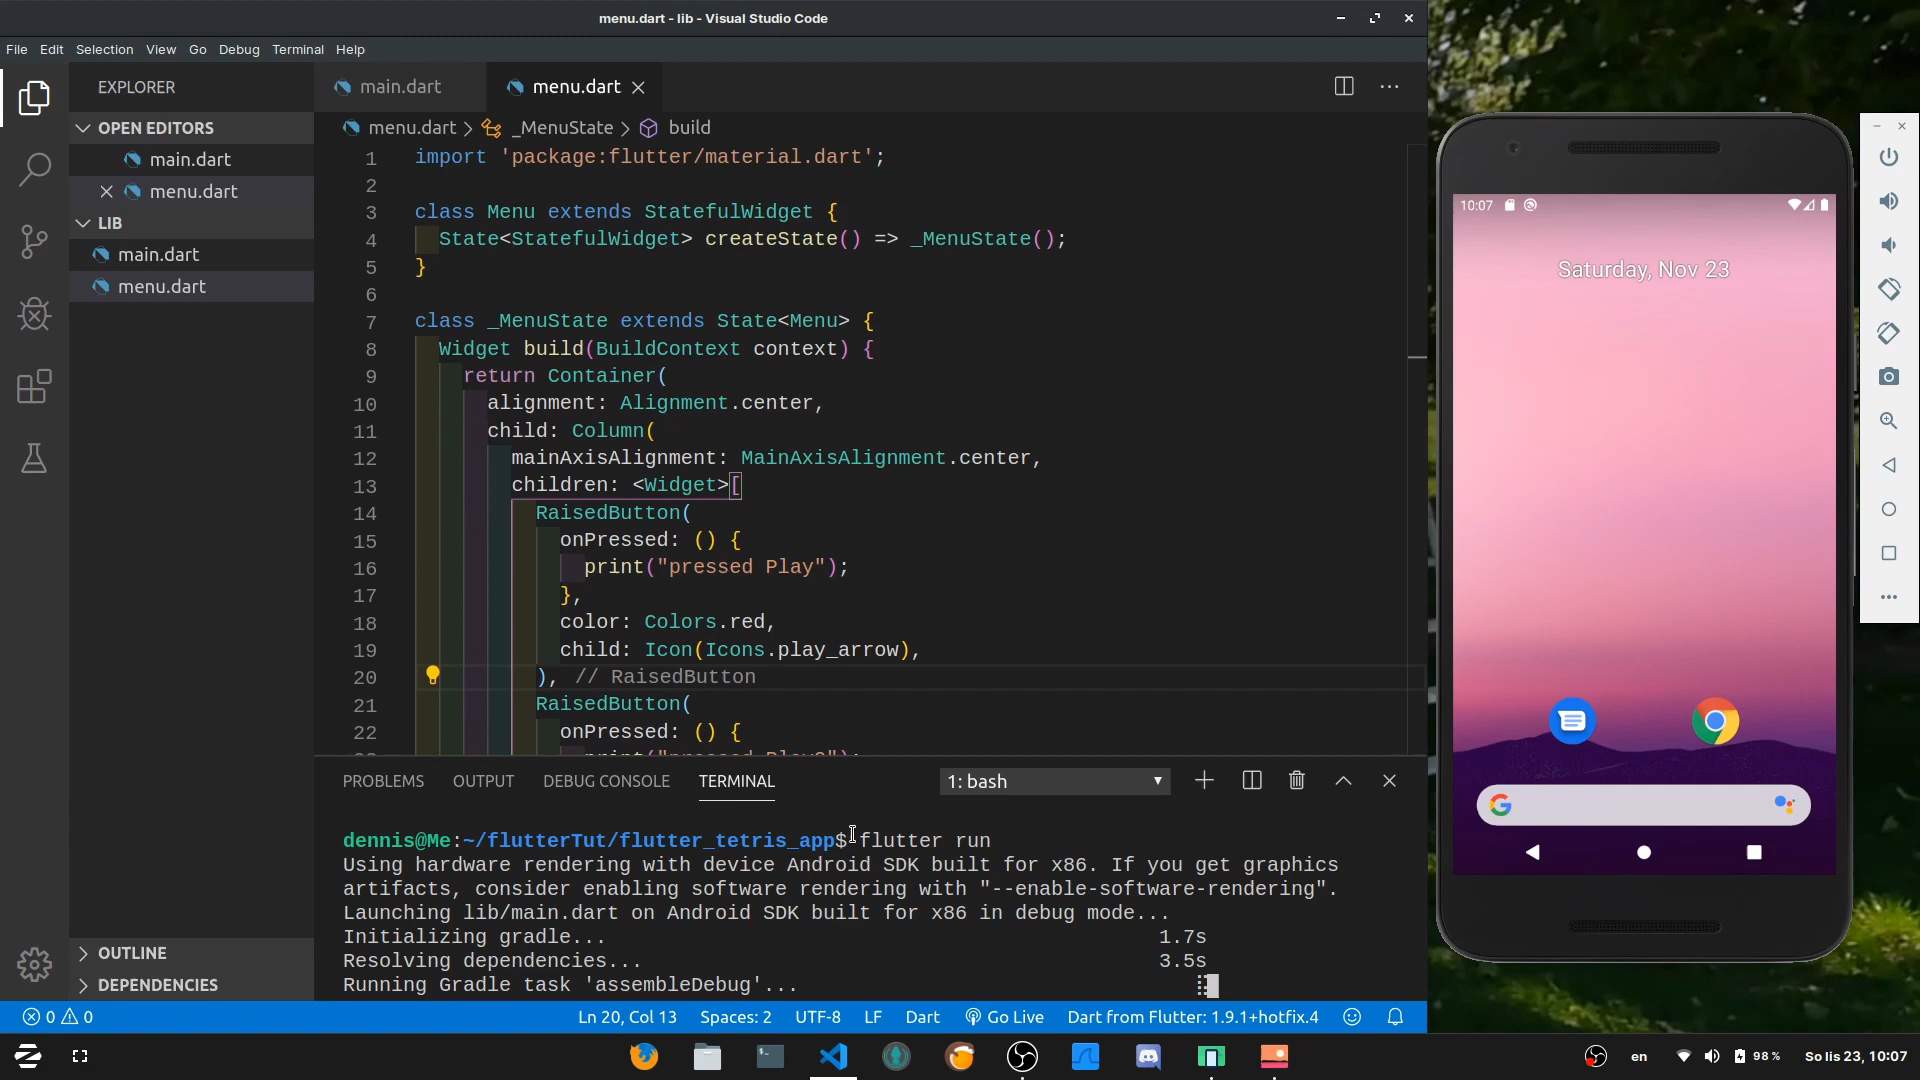 menu.dart - lib - Visual Studio Code
File Edit Selection View Go Debug Terminal Help
EXPLORER
OPEN EDITORS
main.dart
menu.dart
LIB
main.dart
menu.dart
OUTLINE
DEPENDENCIES
main.dart
menu.dart
menu.dart > _MenuState > build
1 import 'package:flutter/material.dart';
2
3 class Menu extends StatefulWidget {
4 State<StatefulWidget> createState() => _MenuState();
5 }
6
7 class _MenuState extends State<Menu> {
8 Widget build(BuildContext context) {
9 return Container(
10 alignment: Alignment.center,
11 child: Column(
12 mainAxisAlignment: MainAxisAlignment.center,
13 children: <Widget>[
14 RaisedButton(
15 onPressed: () {
16 print("pressed Play");
17 },
18 color: Colors.red,
19 child: Icon(Icons.play_arrow),
20 ), // RaisedButton
21 RaisedButton(
22 onPressed: () {
PROBLEMS OUTPUT DEBUG CONSOLE TERMINAL 1: bash
dennis@Me:~/flutterTut/flutter_tetris_app$ flutter run
Using hardware rendering with device Android SDK built for x86. If you get graphics
artifacts, consider enabling software rendering with "--enable-software-rendering".
Launching lib/main.dart on Android SDK built for x86 in debug mode...
Initializing gradle... 1.7s
Resolving dependencies... 3.5s
Running Gradle task 'assembleDebug'...
0 0 Ln 20, Col 13 Spaces: 2 UTF-8 LF Dart Go Live Dart from Flutter: 1.9.1+hotfix.4
10:07
Saturday, Nov 23
en 98 % So lis 23, 10:07